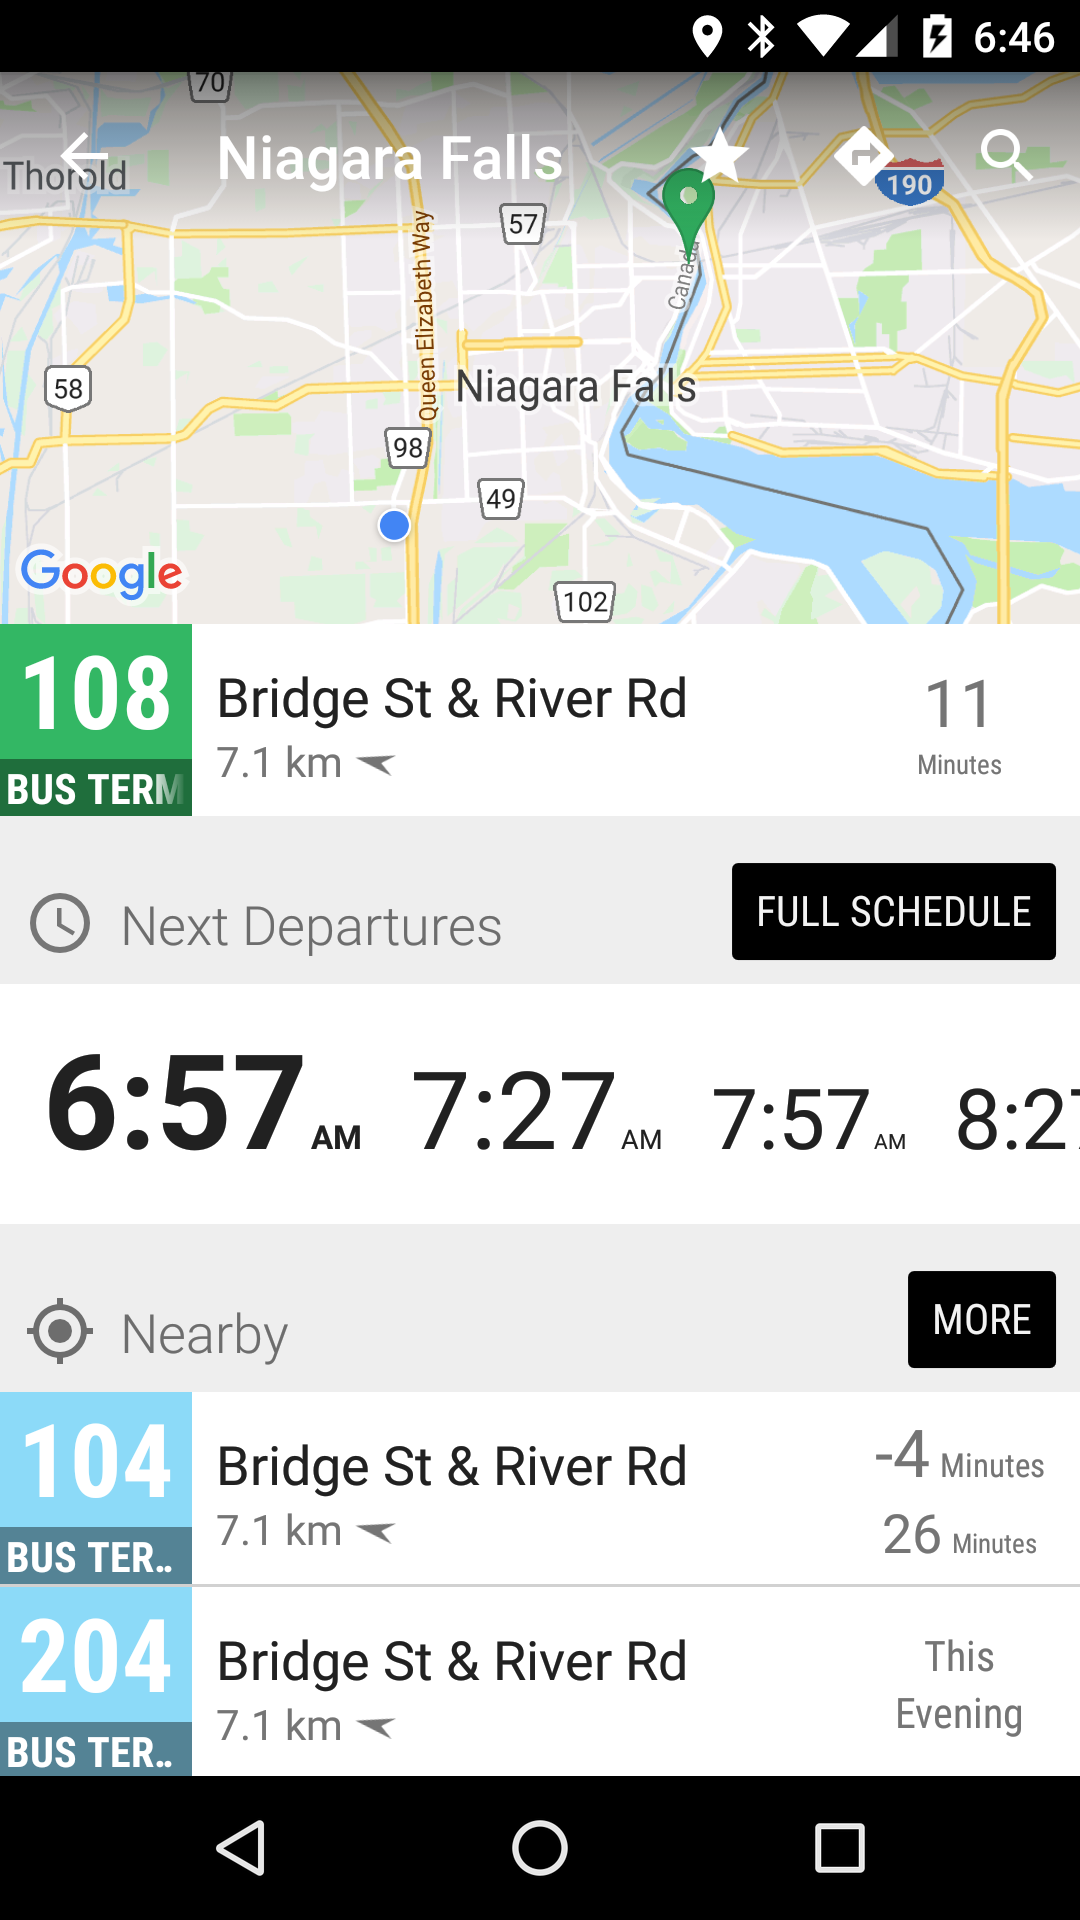 6:46
70
Niagara Falls
Thorold
190
57
Canada
Queen Elizabeth Way
58
Niagara Falls
98
49
Google
102
108
Bridge St & River Rd
11
7.1 km
Minutes
BUS TERM
Next Departures
FULL SCHEDULE
6:57 AM 7:27 AM 7:57 AM 8:27
Nearby
MORE
104
Bridge St & River Rd
-4 Minutes
7.1 km
26 Minutes
BUS TER..
204
Bridge St & River Rd
This
Evening
7.1 km
BUS TER..